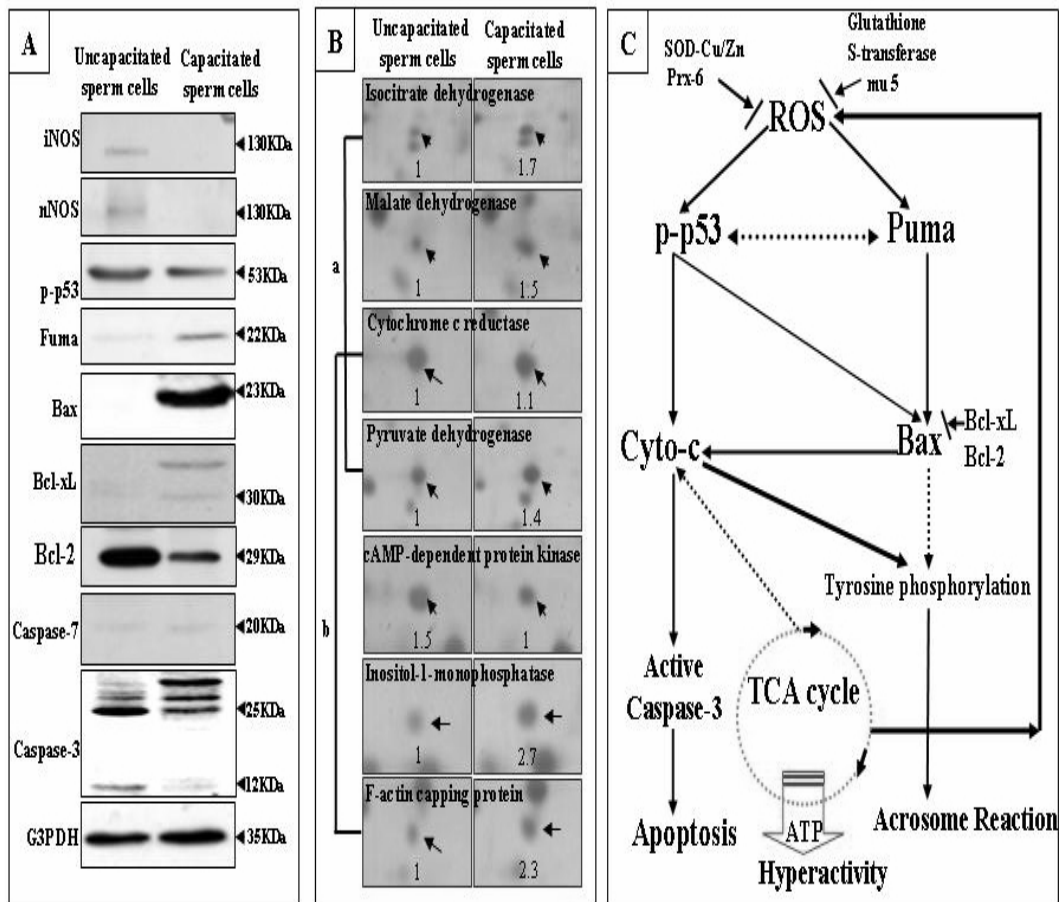 A
Uncapacitated
sperm cells
Capacitated
sperm cells
iNOS
130KDa
nNOS
130KDa
p-p53
53KDa
Fuma
22KDa
Bax
23KDa
Bcl-xL
30KDa
Bcl-2
29KDa
Caspase-7
20KDa
Caspase-3
25KDa
12KDa
G3PDH
35KDa
B
Uncapacitated
sperm cells
Capacitated
sperm cells
a
b
Isocitrate dehydrogenase
1 1.7
Malate dehydrogenase
1 1.5
Cytochrome c reductase
1 1.1
Pyruvate dehydrogenase
1 1.4
cAMP-dependent protein kinase
1.5 1
Inositol-1-monophosphatase
1 2.7
F-actin capping protein
1 2.3
C
SOD-Cu/Zn
Prx-6
Glutathione
S-transferase
mu 5
ROS
p-p53
Puma
Cyto-c
Bax
Bcl-xL
Bcl-2
Tyrosine phosphorylation
Active
Caspase-3
TCA cycle
Apoptosis
ATP
Acrosome Reaction
Hyperactivity